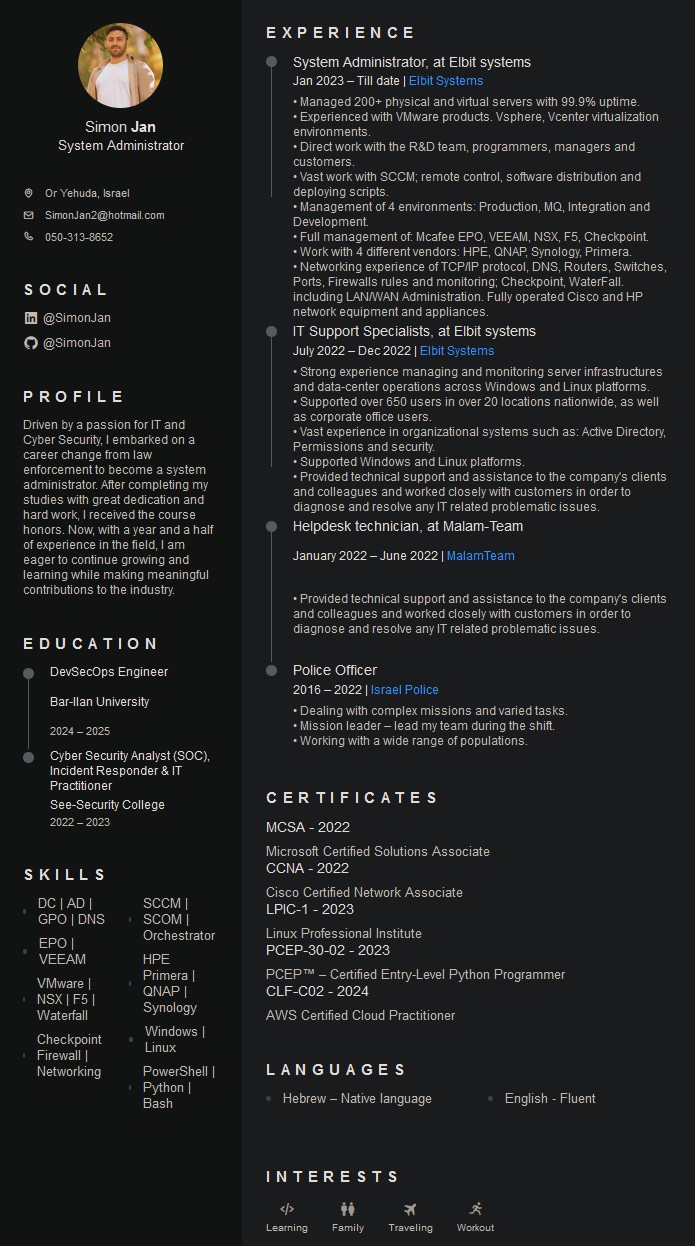 Simon Jan
System Administrator
Or Yehuda, Israel
SimonJan2@hotmail.com
050-313-8652
SOCIAL
@SimonJan
@SimonJan
PROFILE
Driven by a passion for IT and
Cyber Security, I embarked on a
career change from law
enforcement to become a system
administrator. After completing my
studies with great dedication and
hard work, I received the course
honors. Now, with a year and a half
of experience in the field, I am
eager to continue growing and
learning while making meaningful
contributions to the industry.
EDUCATION
DevSecOps Engineer
Bar-Ilan University
2024 – 2025
Cyber Security Analyst (SOC),
Incident Responder & IT
Practitioner
See-Security College
2022 – 2023
SKILLS
DC | AD |
GPO | DNS
EPO |
VEEAM
VMware |
NSX | F5 |
Waterfall
Checkpoint
Firewall |
Networking
SCCM |
SCOM |
Orchestrator
HPE
Primera |
QNAP |
Synology
Windows |
Linux
PowerShell |
Python |
Bash
EXPERIENCE
System Administrator, at Elbit systems
Jan 2023 – Till date | Elbit Systems
• Managed 200+ physical and virtual servers with 99.9% uptime.
• Experienced with VMware products. Vsphere, Vcenter virtualization
environments.
• Direct work with the R&D team, programmers, managers and
customers.
• Vast work with SCCM; remote control, software distribution and
deploying scripts.
• Management of 4 environments: Production, MQ, Integration and
Development.
• Full management of: Mcafee EPO, VEEAM, NSX, F5, Checkpoint.
• Work with 4 different vendors: HPE, QNAP, Synology, Primera.
• Networking experience of TCP/IP protocol, DNS, Routers, Switches,
Ports, Firewalls rules and monitoring; Checkpoint, WaterFall.
including LAN/WAN Administration. Fully operated Cisco and HP
network equipment and appliances.
IT Support Specialists, at Elbit systems
July 2022 – Dec 2022 | Elbit Systems
• Strong experience managing and monitoring server infrastructures
and data-center operations across Windows and Linux platforms.
• Supported over 650 users in over 20 locations nationwide, as well
as corporate office users.
• Vast experience in organizational systems such as: Active Directory,
Permissions and security.
• Supported Windows and Linux platforms.
• Provided technical support and assistance to the company's clients
and colleagues and worked closely with customers in order to
diagnose and resolve any IT related problematic issues.
Helpdesk technician, at Malam-Team
January 2022 – June 2022 | MalamTeam
• Provided technical support and assistance to the company's clients
and colleagues and worked closely with customers in order to
diagnose and resolve any IT related problematic issues.
Police Officer
2016 – 2022 | Israel Police
• Dealing with complex missions and varied tasks.
• Mission leader – lead my team during the shift.
• Working with a wide range of populations.
CERTIFICATES
MCSA - 2022
Microsoft Certified Solutions Associate
CCNA - 2022
Cisco Certified Network Associate
LPIC-1 - 2023
Linux Professional Institute
PCEP-30-02 - 2023
PCEP™ – Certified Entry-Level Python Programmer
CLF-C02 - 2024
AWS Certified Cloud Practitioner
LANGUAGES
Hebrew – Native language
English - Fluent
INTERESTS
Learning
Family
Traveling
Workout